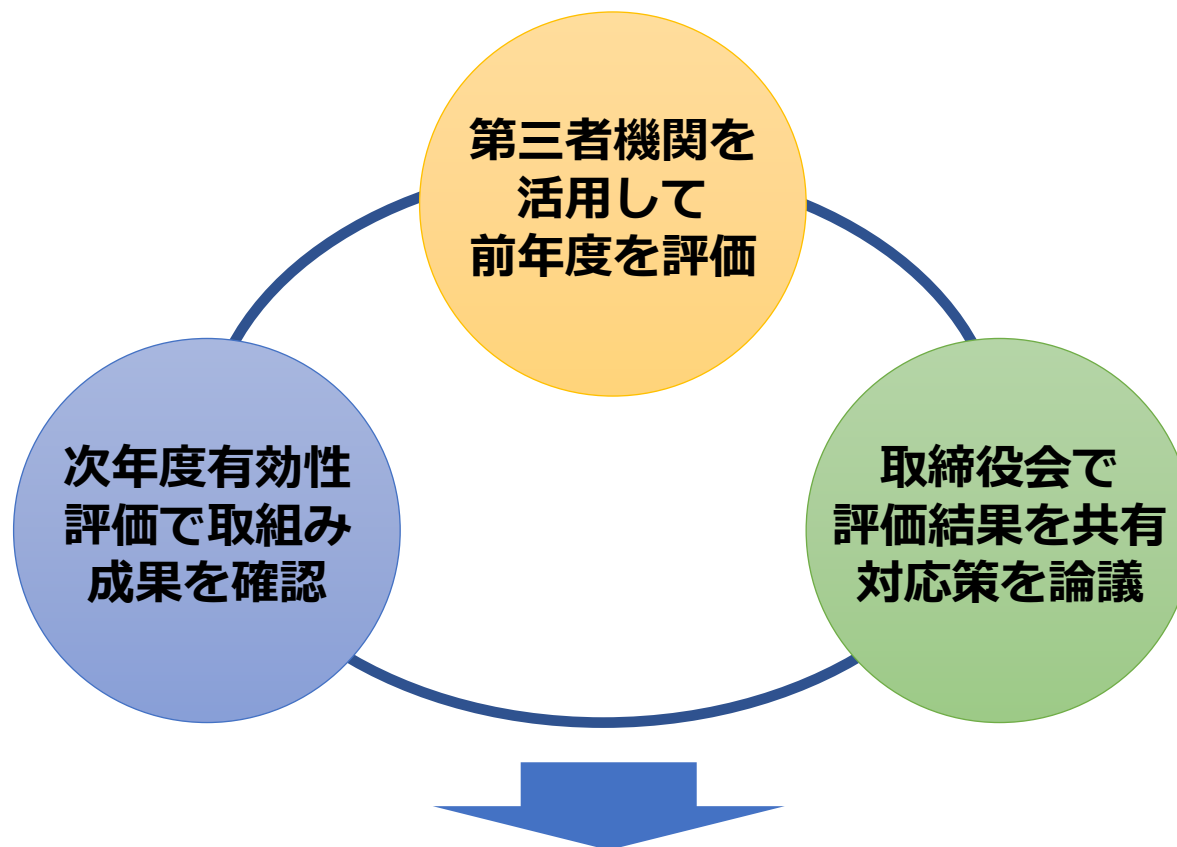 第三者機関を
活用して
前年度を評価
次年度有効性
評価で取組み
成果を確認
取締役会で
評価結果を共有
対応策を論議